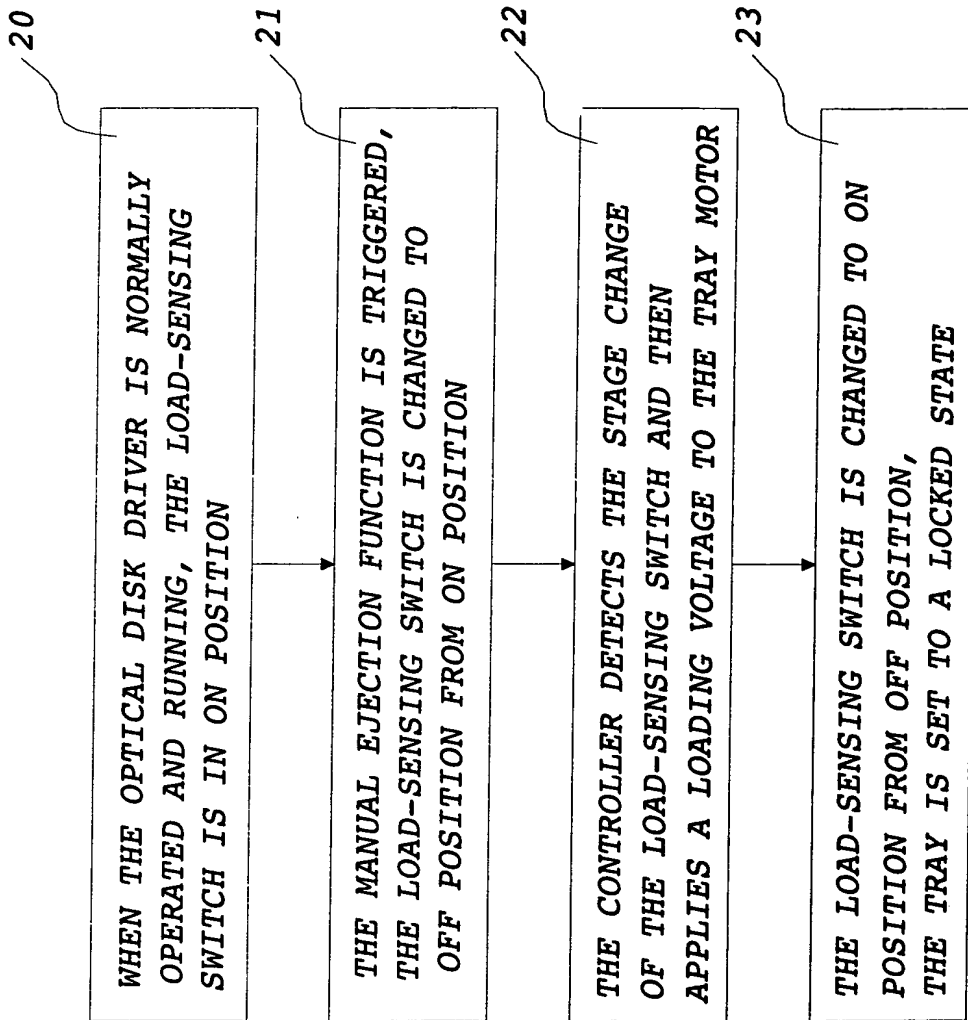 20
WHEN THE OPTICAL DISK DRIVER IS NORMALLY
OPERATED AND RUNNING, THE LOAD-SENSING
SWITCH IS IN ON POSITION
21
THE MANUAL EJECTION FUNCTION IS TRIGGERED,
THE LOAD-SENSING SWITCH IS CHANGED TO
OFF POSITION FROM ON POSITION
22
THE CONTROLLER DETECTS THE STAGE CHANGE
OF THE LOAD-SENSING SWITCH AND THEN
APPLIES A LOADING VOLTAGE TO THE TRAY MOTOR
23
THE LOAD-SENSING SWITCH IS CHANGED TO ON
POSITION FROM OFF POSITION,
THE TRAY IS SET TO A LOCKED STATE